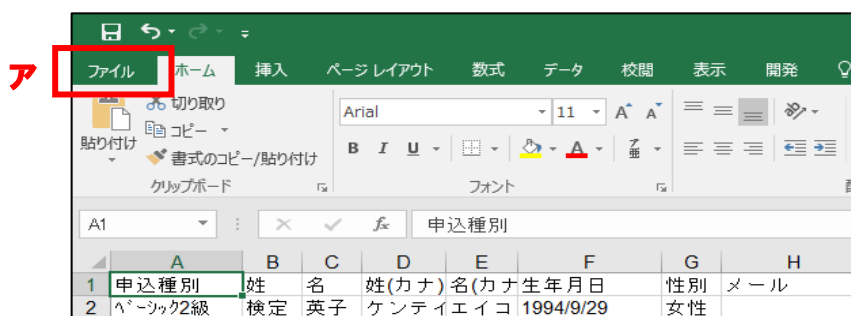 ア
ファイル ホーム 挿入 ページ レイアウト 数式 データ 校閲 表示 開発
切り取り
コピー
貼り付け
書式のコピー/貼り付け
クリップボード
Arial 11 A A
B I U A ア亜
フォント
A1 fx 申込種別
A B C D E F G H
1 申込種別 姓 名 姓(カナ) 名(カナ 生年月日 性別 メール
2 ベーシック2級 検定 英子 ケンテイ エイコ 1994/9/29 女性